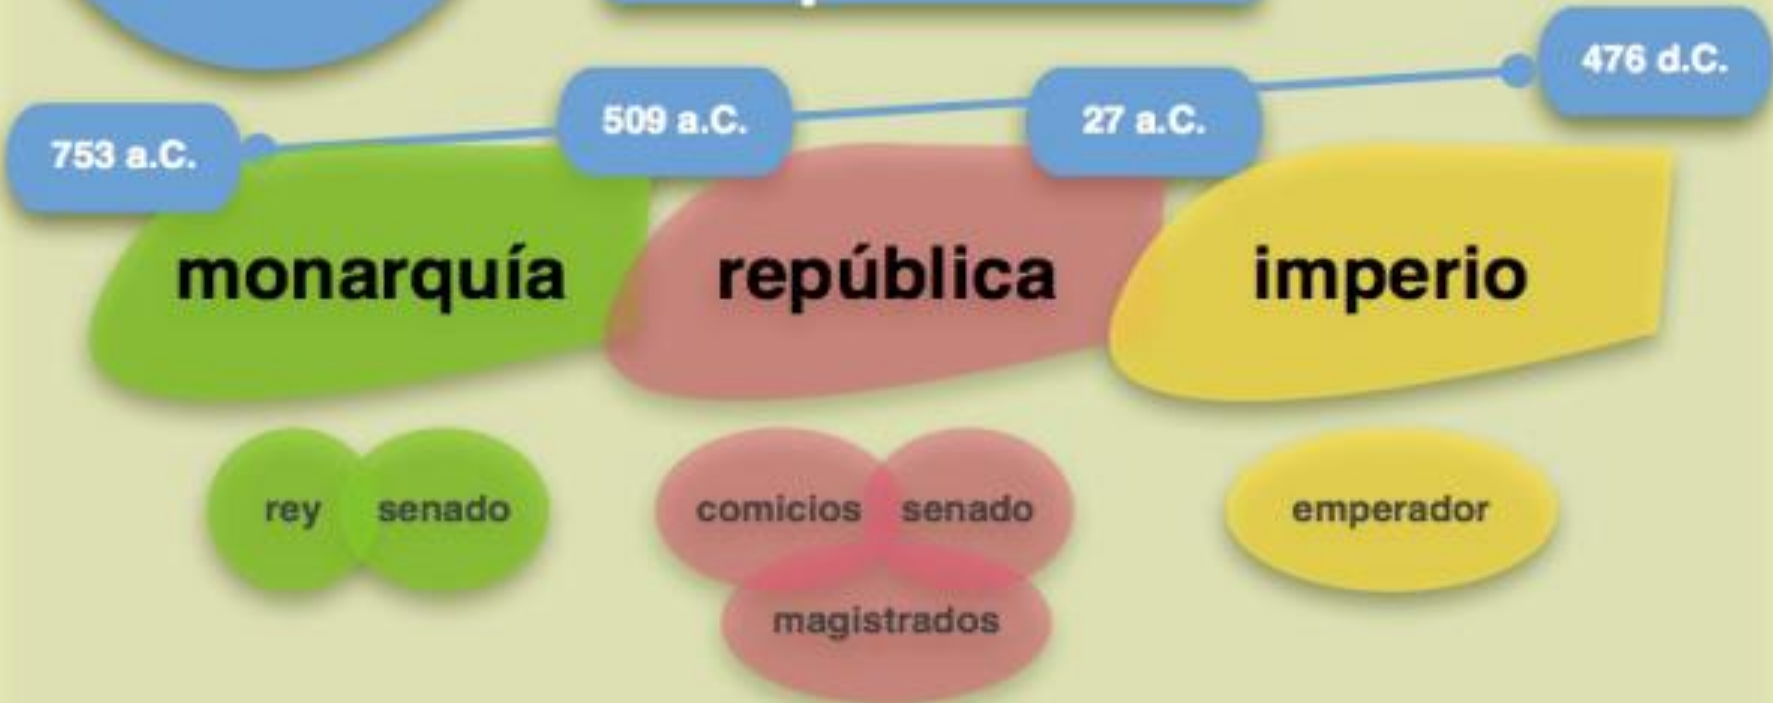 476 d.C.
509 a.C.
27 a.C.
753 a.C.
monarquía
república
imperio
rey
senado
comicios
senado
emperador
magistrados